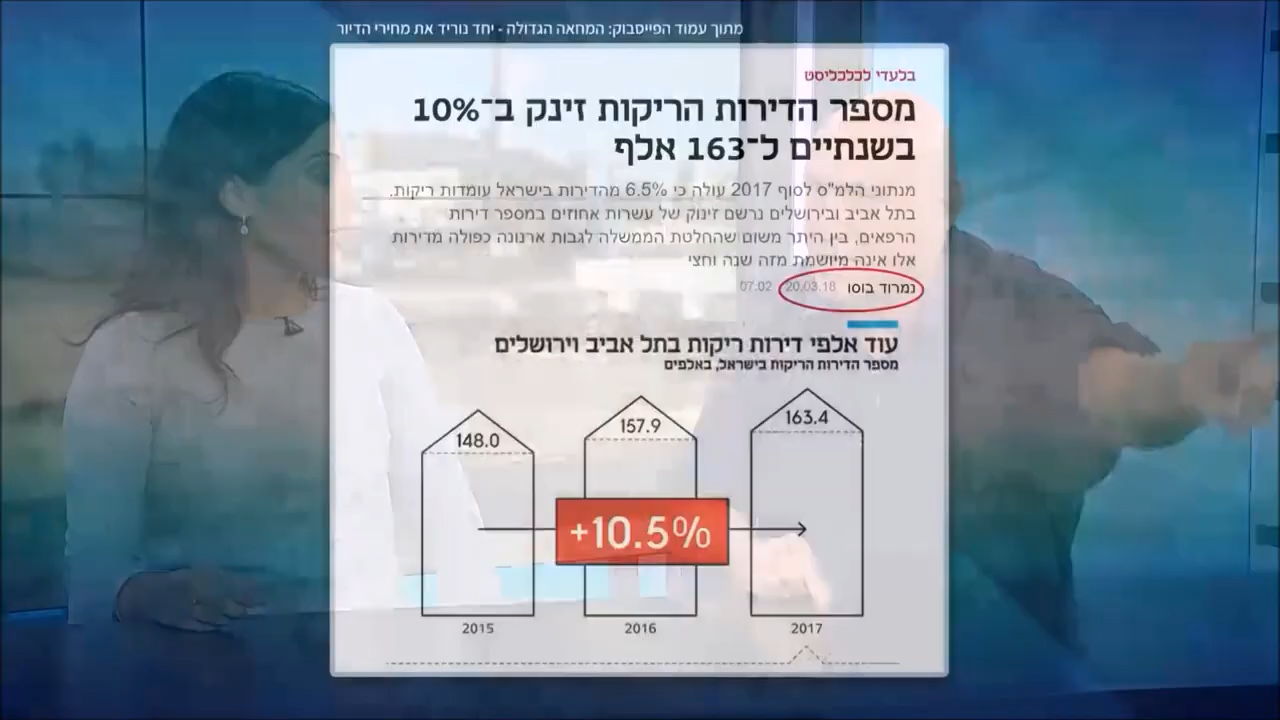 מתוך עמוד הפייסבוק: המחאה הגדולה - יחד נוריד את מחירי הדיור
בלעדי לכלכליסט
מספר הדירות הריקות זינק ב־10%
בשנתיים ל־163 אלף
מנתוני הלמ"ס לסוף 2017 עולה כי 6.5% מהדירות בישראל עומדות ריקות.
בתל אביב ובירושלים נרשם זינוק של עשרות אחוזים במספר דירות
הרפאים, בין היתר משום שהחלטת הממשלה לגבות ארנונה כפולה מדירות
אלו אינה מיושמת מזה שנה וחצי
נמרוד בוסו 20.03.18 07:02
עוד אלפי דירות ריקות בתל אביב וירושלים
מספר הדירות הריקות בישראל, באלפים
148.0 157.9 163.4
+10.5%
2015 2016 2017